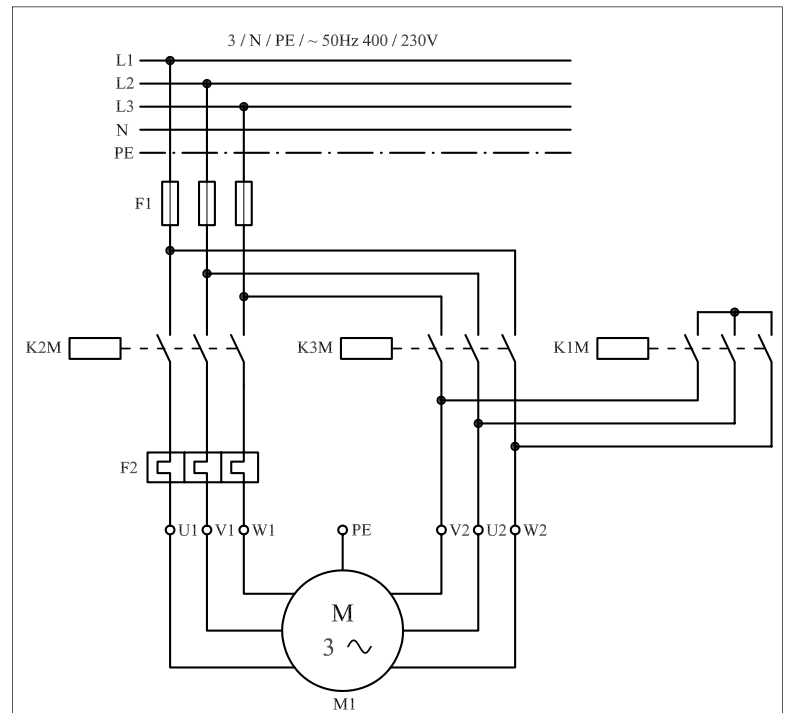 3 / N / PE / ~ 50Hz 400 / 230V
L1
L2
L3
N
PE
F1
K2M
K3M
K1M
F2
U1 V1 W1 PE V2 U2 W2
M
3 ~
M1